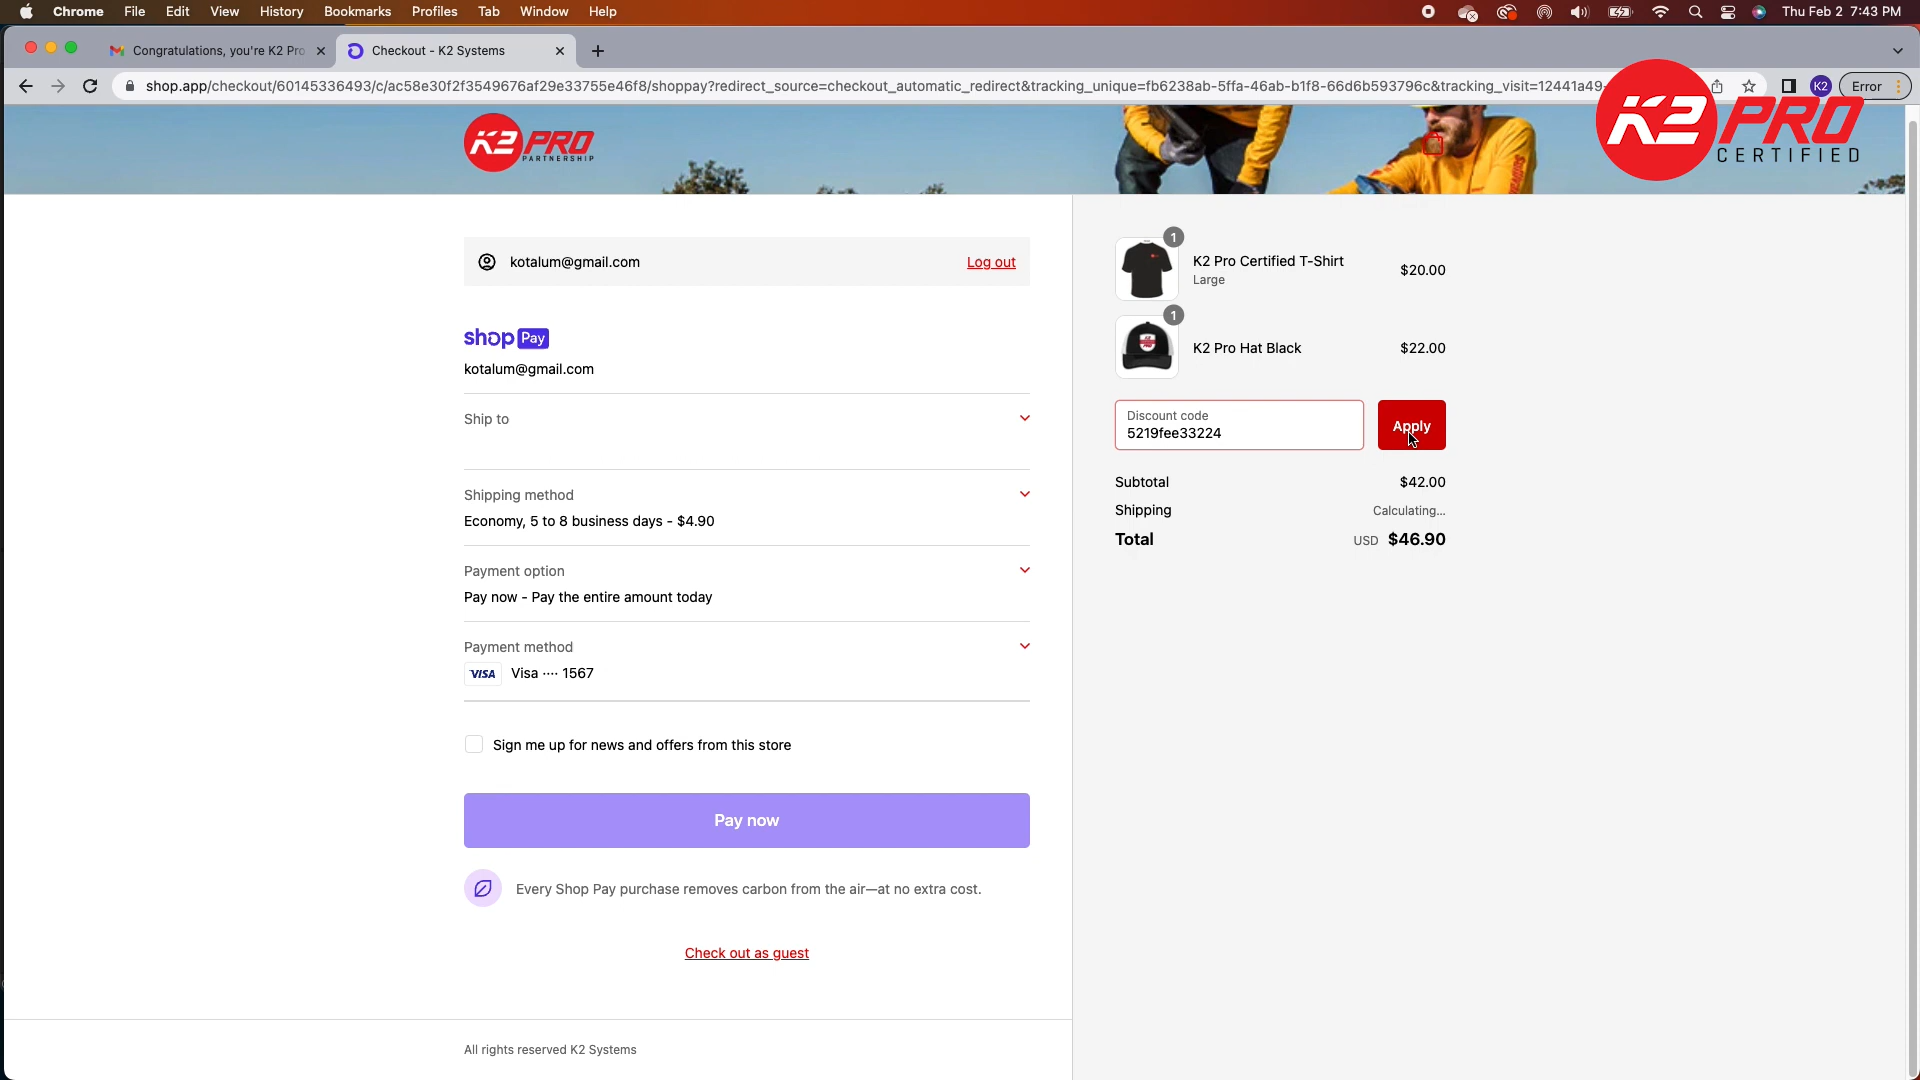 Chrome File Edit View History Bookmarks Profiles Tab Window Help Thu Feb 2 7:43 PM
Congratulations, you're K2 Pro
Checkout - K2 Systems
shop.app/checkout/60145336493/c/ac58e30f2f3549676af29e33755e46f8/shoppay?redirect_source=checkout_automatic_redirect&tracking_unique=fb6238ab-5ffa-46ab-b1f8-66d6b593796c&tracking_visit=12441a49-
K2 Error
K2 PRO
CERTIFIED
K2 PRO
PARTNERSHIP
kotalum@gmail.com Log out
shop Pay
kotalum@gmail.com
Ship to
Shipping method
Economy, 5 to 8 business days - $4.90
Payment option
Pay now - Pay the entire amount today
Payment method
VISA Visa ···· 1567
Sign me up for news and offers from this store
Pay now
Every Shop Pay purchase removes carbon from the air—at no extra cost.
Check out as guest
All rights reserved K2 Systems
1
K2 Pro Certified T-Shirt $20.00
Large
1
K2 Pro Hat Black $22.00
Discount code
5219fee33224
Apply
Subtotal $42.00
Shipping Calculating...
Total USD $46.90